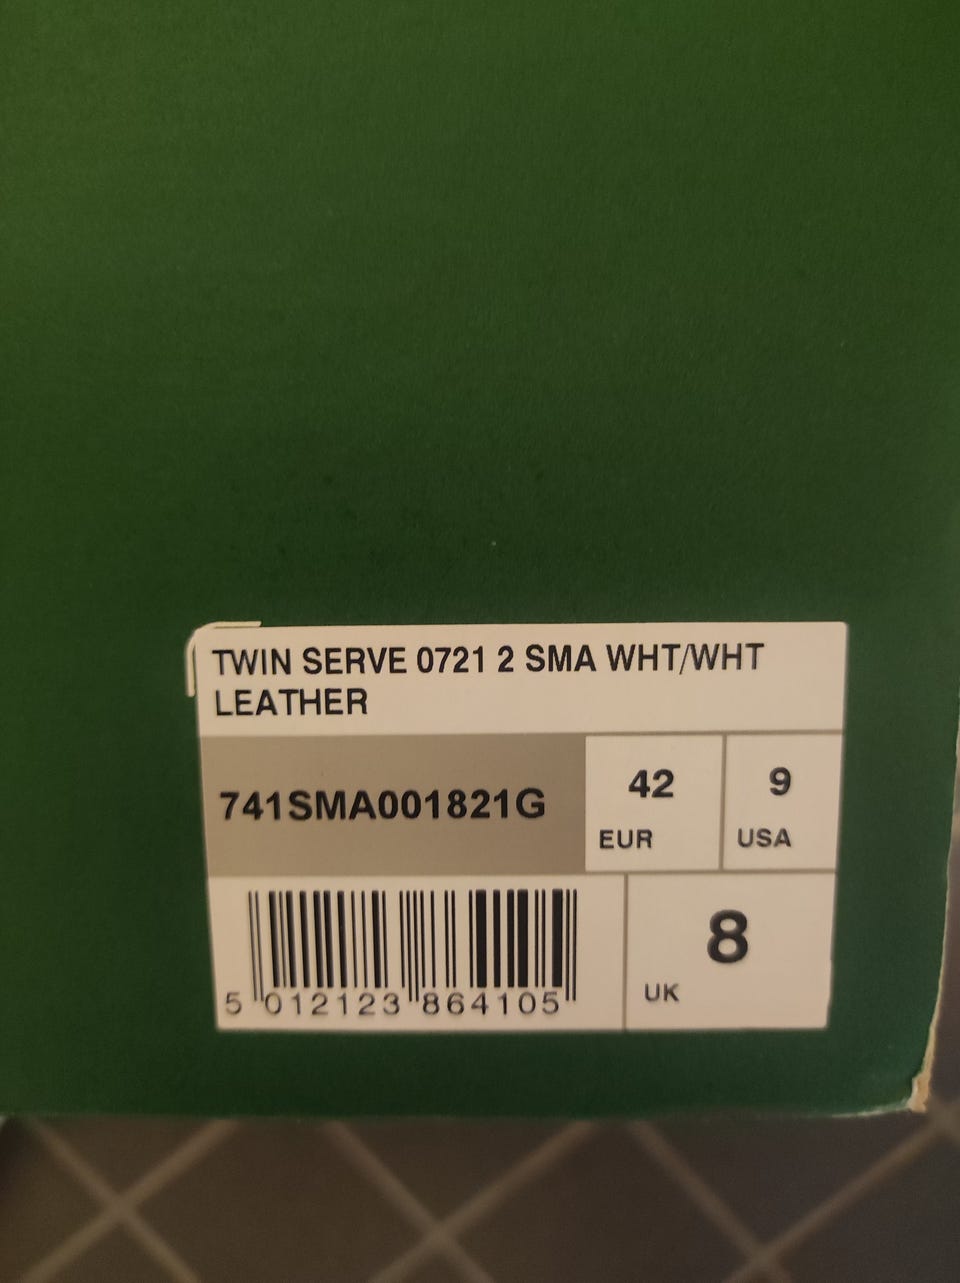 TWIN SERVE 0721 2 SMA WHT/WHT
LEATHER
741SMA001821G
42
EUR
9
USA
5 012123 864105
8
UK